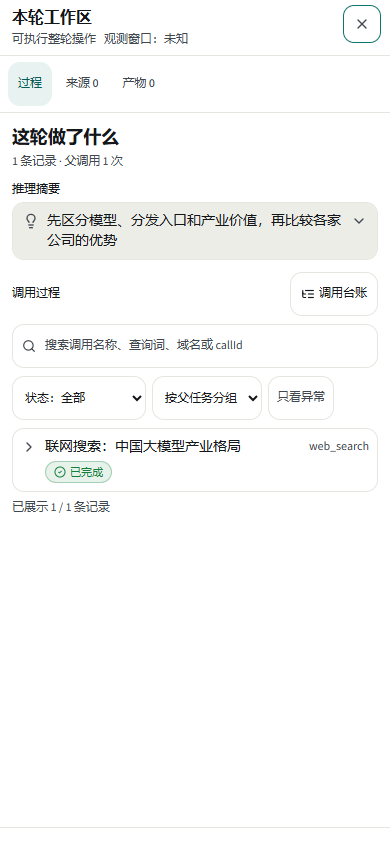 本轮工作区
可执行整轮操作 观测窗口：未知
过程
来源 0
产物 0
这轮做了什么
1 条记录 · 父调用 1 次
推理摘要
先区分模型、分发入口和产业价值，再比较各家
公司的优势
调用过程
调用台账
搜索调用名称、查询词、域名或 callId
状态：全部
按父任务分组
只看异常
联网搜索：中国大模型产业格局
web_search
已完成
已展示 1 / 1 条记录